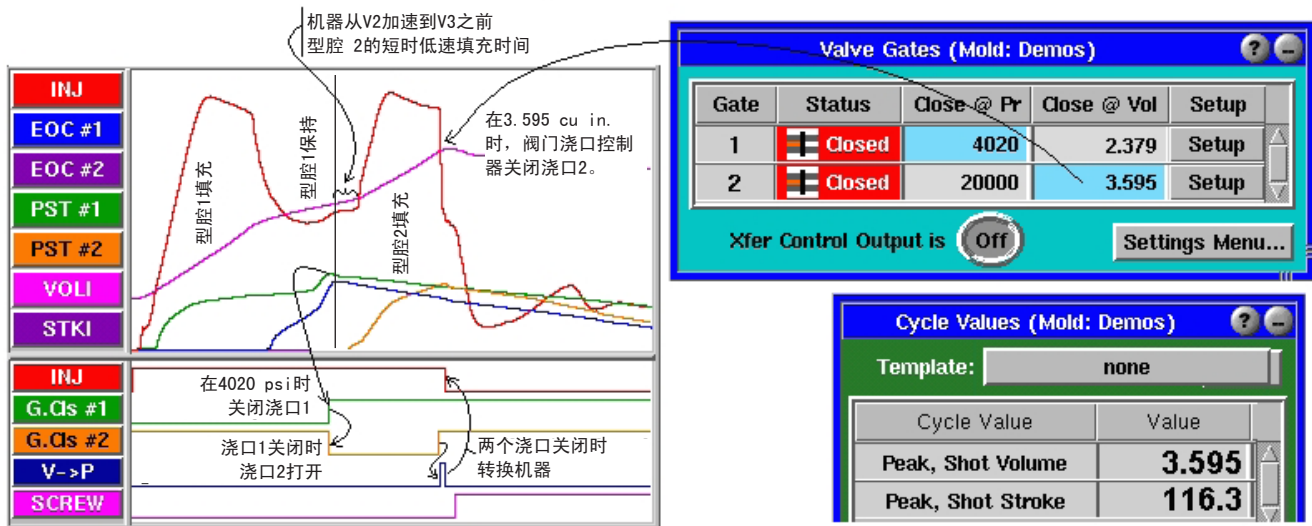 机器从V2加速到V3之前
型腔 2的短时低速填充时间
INJ
EOC #1
EOC #2
PST #1
PST #2
VOLI
STKI
型腔1填充
型腔1保持
型腔2填充
在3.595 cu in.
时，阀门浇口控制
器关闭浇口2。
INJ
G.Cls #1
G.Cls #2
V->P
SCREW
在4020 psi时
关闭浇口1
浇口1关闭时
浇口2打开
两个浇口关闭时
转换机器
Valve Gates (Mold: Demos)
?
Gate Status Close @ Pr Close @ Vol Setup
1 Closed 4020 2.379 Setup
2 Closed 20000 3.595 Setup
Xfer Control Output is Off Settings Menu...
Cycle Values (Mold: Demos)
?
Template: none
Cycle Value Value
Peak, Shot Volume 3.595
Peak, Shot Stroke 116.3